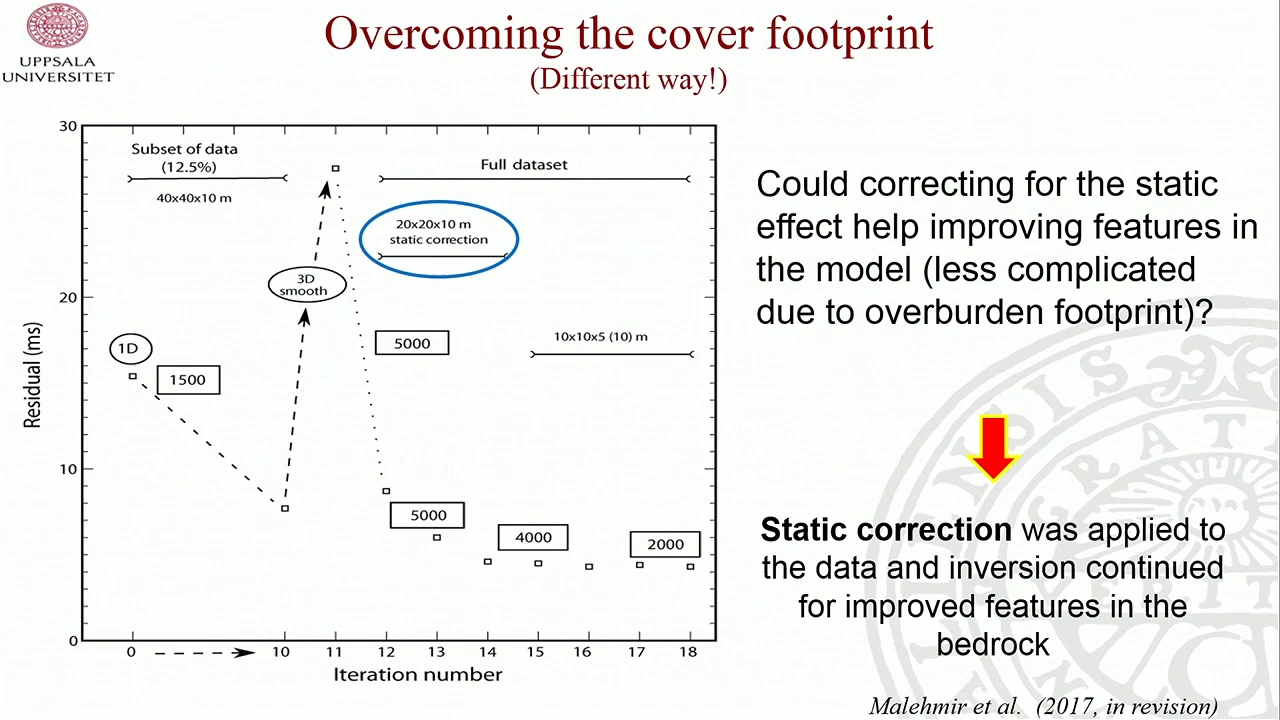 UPPSALA
UNIVERSITET
Overcoming the cover footprint
(Different way!)
30
20
10
0
Residual (ms)
Subset of data
(12.5%)
40x40x10 m
Full dataset
20x20x10 m
static correction
3D
smooth
1D
1500
5000
10x10x5 (10) m
5000
4000
2000
0
10
11
12
13
14
15
16
17
18
Iteration number
Could correcting for the static
effect help improving features in
the model (less complicated
due to overburden footprint)?
Static correction was applied to
the data and inversion continued
for improved features in the
bedrock
Malehmir et al. (2017, in revision)